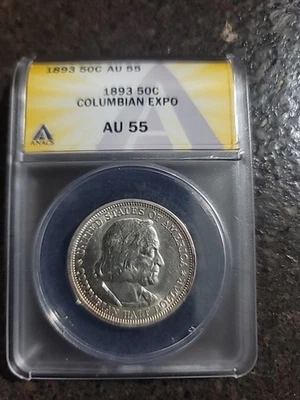 1893 50C AU 55
1893 50C
COLUMBIAN EXPO
AU 55
ANACS
UNITED STATES OF AMERICA
COLUMBIAN HALF DOLLAR